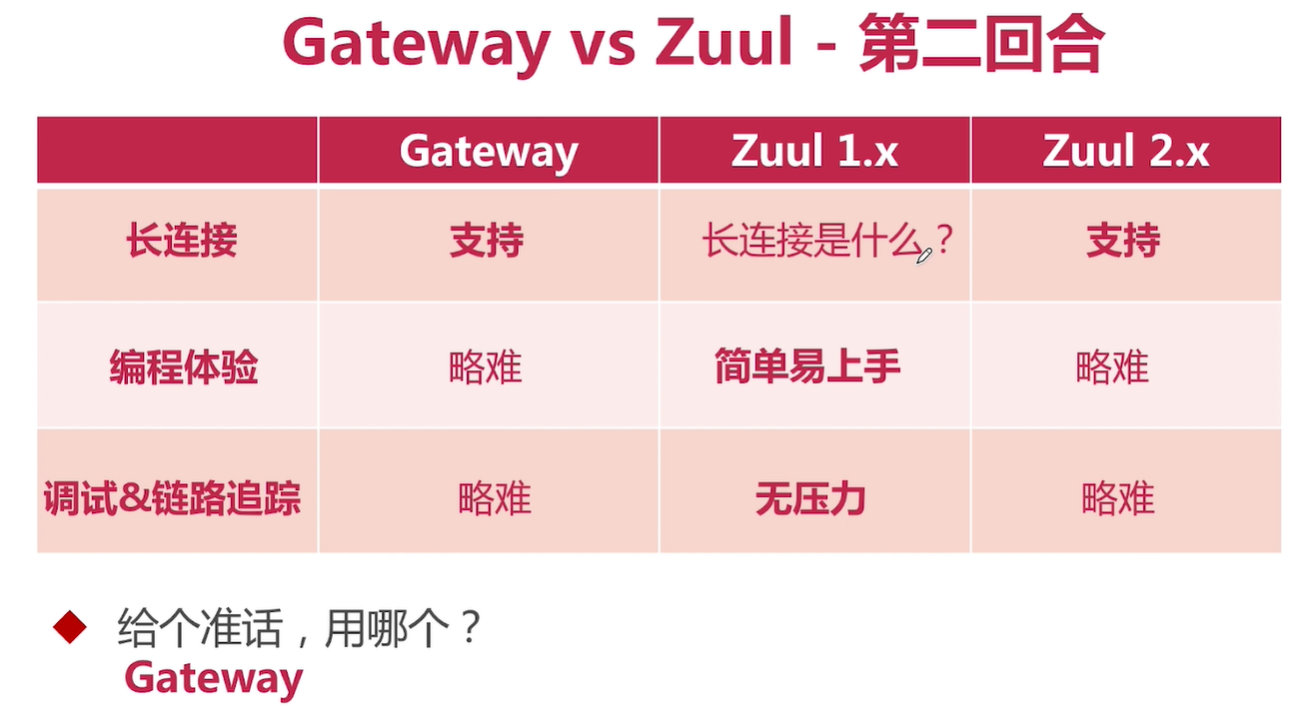 Gateway vs Zuul - 第二回合
Gateway Zuul 1.x Zuul 2.x
长连接 支持 长连接是什么？ 支持
编程体验 略难 简单易上手 略难
调试&链路追踪 略难 无压力 略难
给个准话，用哪个？
Gateway